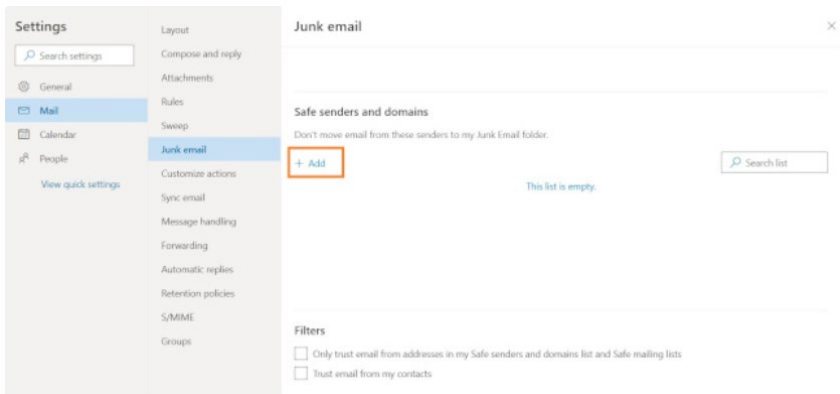 Settings
Search settings
General
Mail
Calendar
People
View quick settings
Layout
Compose and reply
Attachments
Rules
Sweep
Junk email
Customize actions
Sync email
Message handling
Forwarding
Automatic replies
Retention policies
S/MIME
Groups
Junk email
Safe senders and domains
Don't move email from these senders to my Junk Email folder.
+ Add
Search list
This list is empty.
Filters
Only trust email from addresses in my Safe senders and domains list and Safe mailing lists
Trust email from my contacts